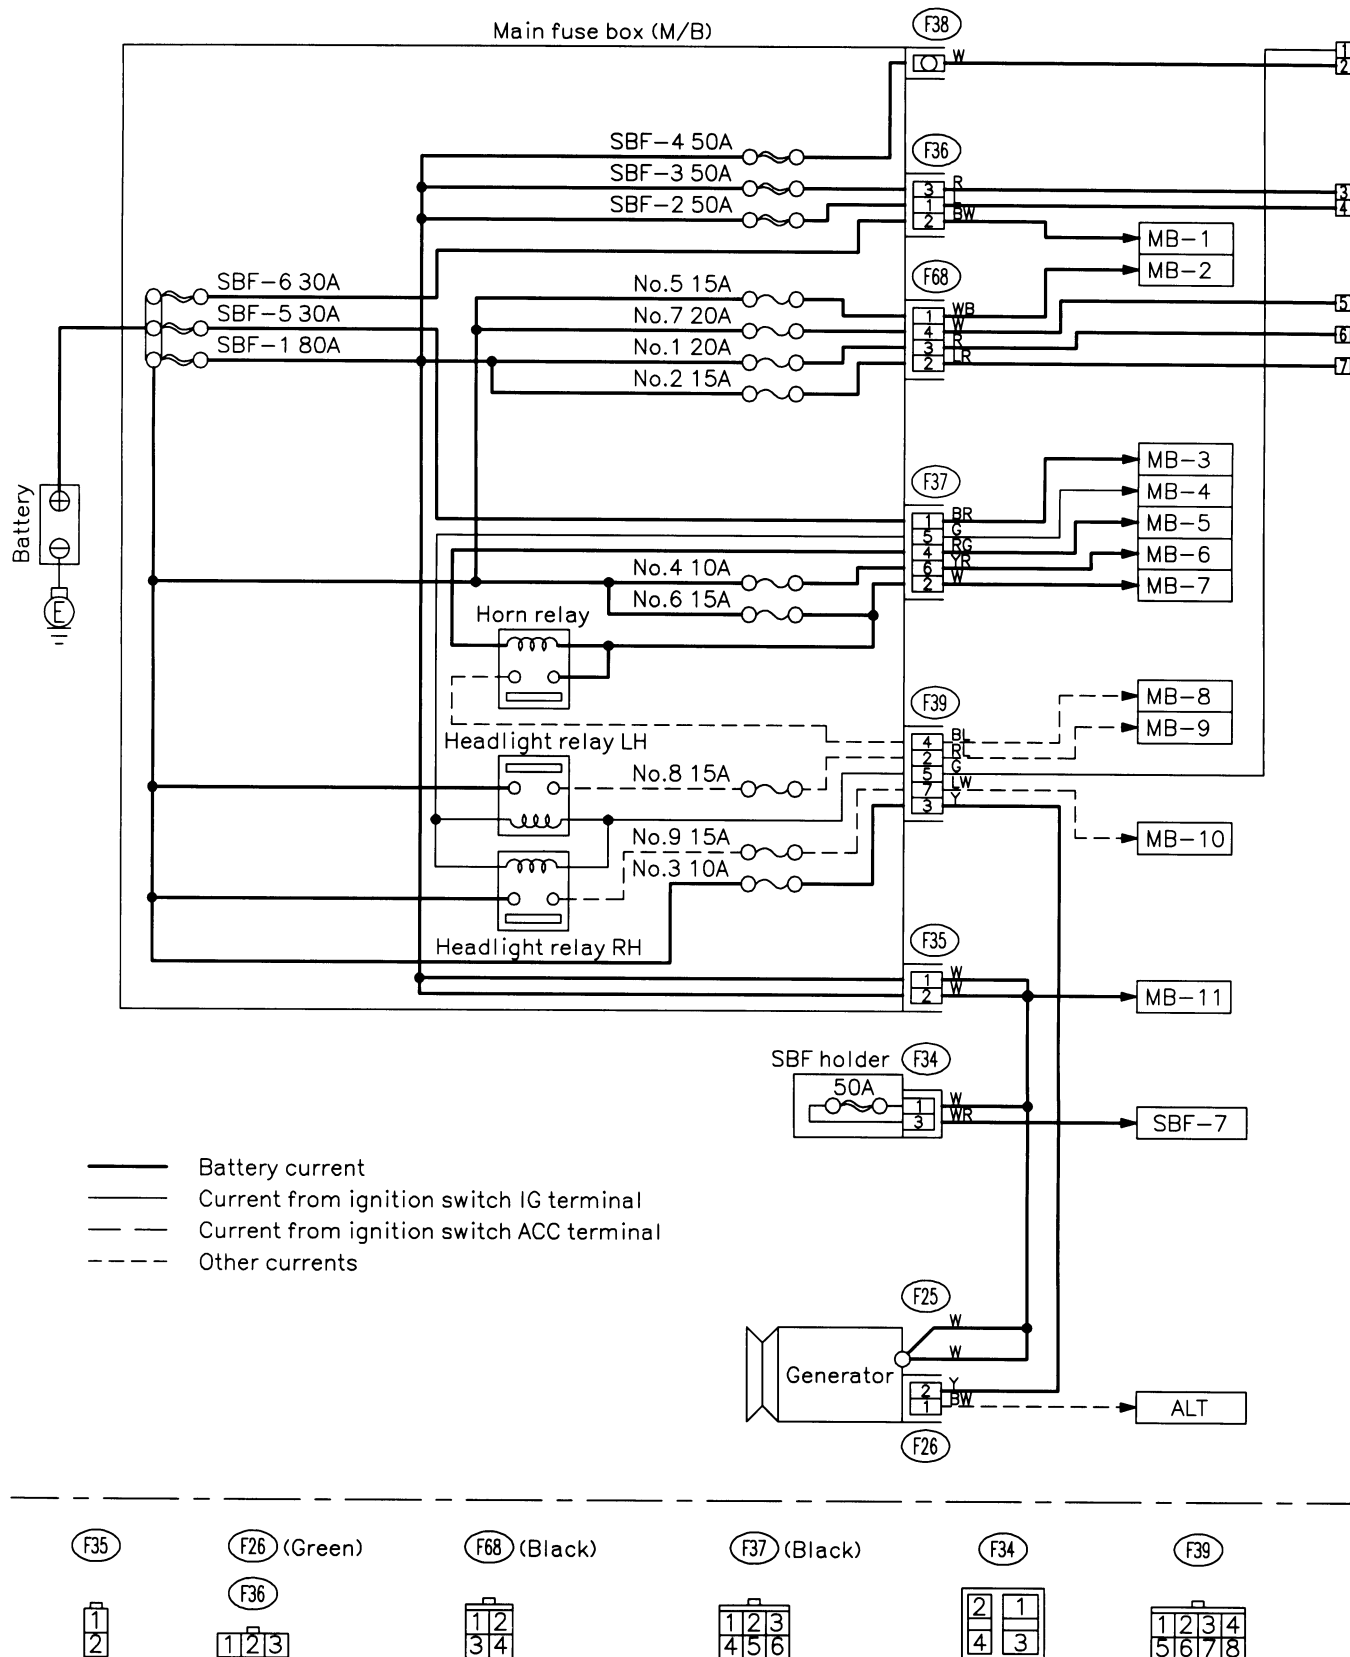 Main fuse box (M/B)
F38
W
1
2
SBF-4 50A
F36
SBF-3 50A
3 R
3
SBF-2 50A
1 L
4
2 BW
MB-1
F68
MB-2
SBF-6 30A
No.5 15A
1 WB
5
SBF-5 30A
No.7 20A
4 W
6
SBF-1 80A
No.1 20A
3 R
7
No.2 15A
2 LR
Battery
F37
MB-3
MB-4
1 BR
MB-5
5 G
4 RG
MB-6
No.4 10A
6 YR
MB-7
No.6 15A
2 W
E
Horn relay
F39
MB-8
MB-9
Headlight relay LH
4 BL
2 RL
No.8 15A
5 G
7 LW
3 Y
No.9 15A
MB-10
No.3 10A
Headlight relay RH
F35
1 W
2 W
MB-11
SBF holder
F34
50A
1 W
3 WR
SBF-7
Battery current
Current from ignition switch IG terminal
Current from ignition switch ACC terminal
Other currents
F25
W
W
Generator
2 Y
1 BW
ALT
F26
F35
F26 (Green)
F68 (Black)
F37 (Black)
F34
F39
F36
1
2
1 2 3
1 2
3 4
1 2 3
4 5 6
2 1
4 3
1 2 3 4
5 6 7 8